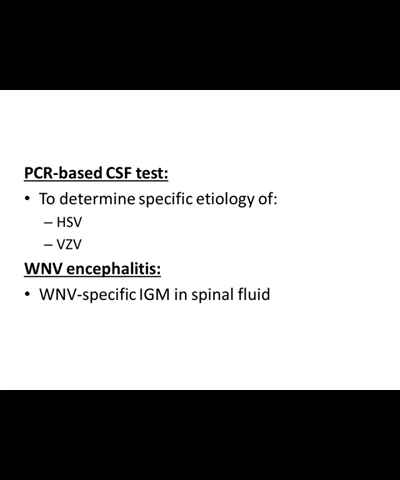 PCR-based CSF test:
• To determine specific etiology of:
– HSV
– VZV
WNV encephalitis:
• WNV-specific IGM in spinal fluid